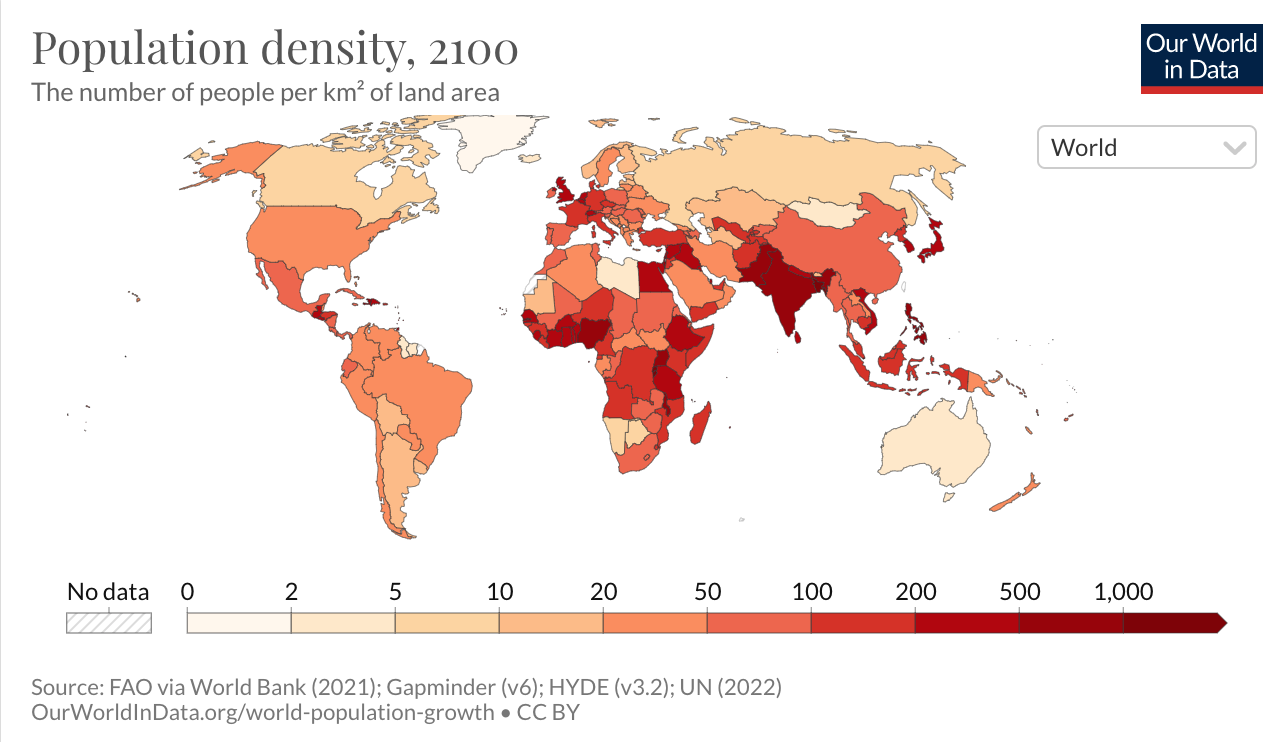 Population density, 2100
The number of people per km² of land area
Our World
in Data
World
No data 0 2 5 10 20 50 100 200 500 1,000
Source: FAO via World Bank (2021); Gapminder (v6); HYDE (v3.2); UN (2022)
OurWorldInData.org/world-population-growth • CC BY